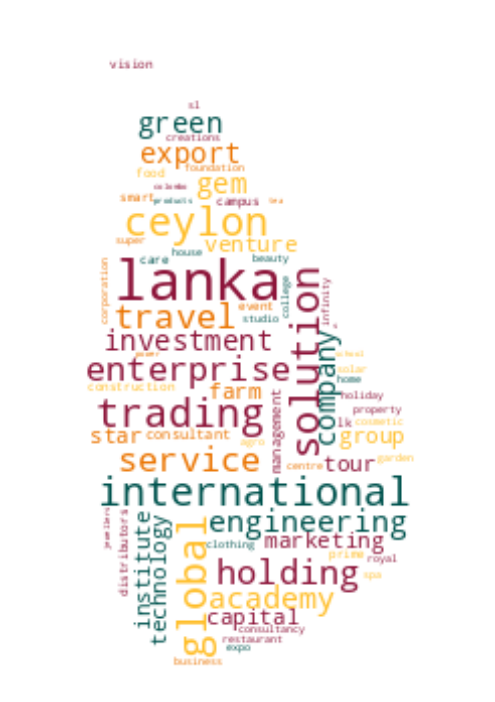 vision
sl
green
creations
export
foundation
food
gem
colombo
smart
products
campus
tea
ceylon
super
venture
house
care
beauty
lanka
corporation
college
solution
infinity
event
travel
studio
investment
company
power
school
enterprise
solar
home
construction
farm
holiday
trading
management
property
lk
cosmetic
star
consultant
group
agro
service
centre
tour
garden
international
jewellers
distributors
institute
technology
global
engineering
clothing
marketing
prime
royal
holding
spa
academy
capital
consultancy
restaurant
expo
business